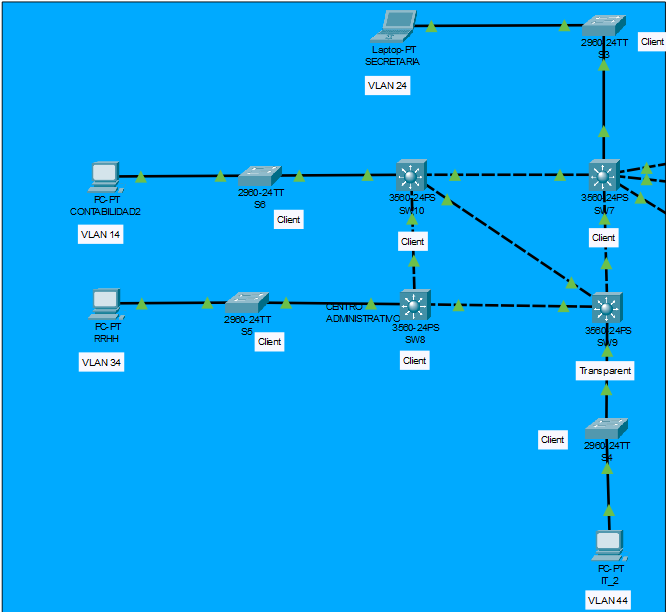 Laptop-PT
SECRETARIA
VLAN 24
2960-24TT
S3
Client
PC-PT
CONTABILIDAD2
VLAN 14
2960-24TT
S6
Client
3560-24PS
SW10
Client
3560-24PS
SW7
Client
PC-PT
RRHH
VLAN 34
2960-24TT
S5
Client
CENTRO
ADMINISTRATIVO
3560-24PS
SW8
Client
3560-24PS
SW9
Transparent
Client
2960-24TT
S4
PC-PT
IT_2
VLAN 44